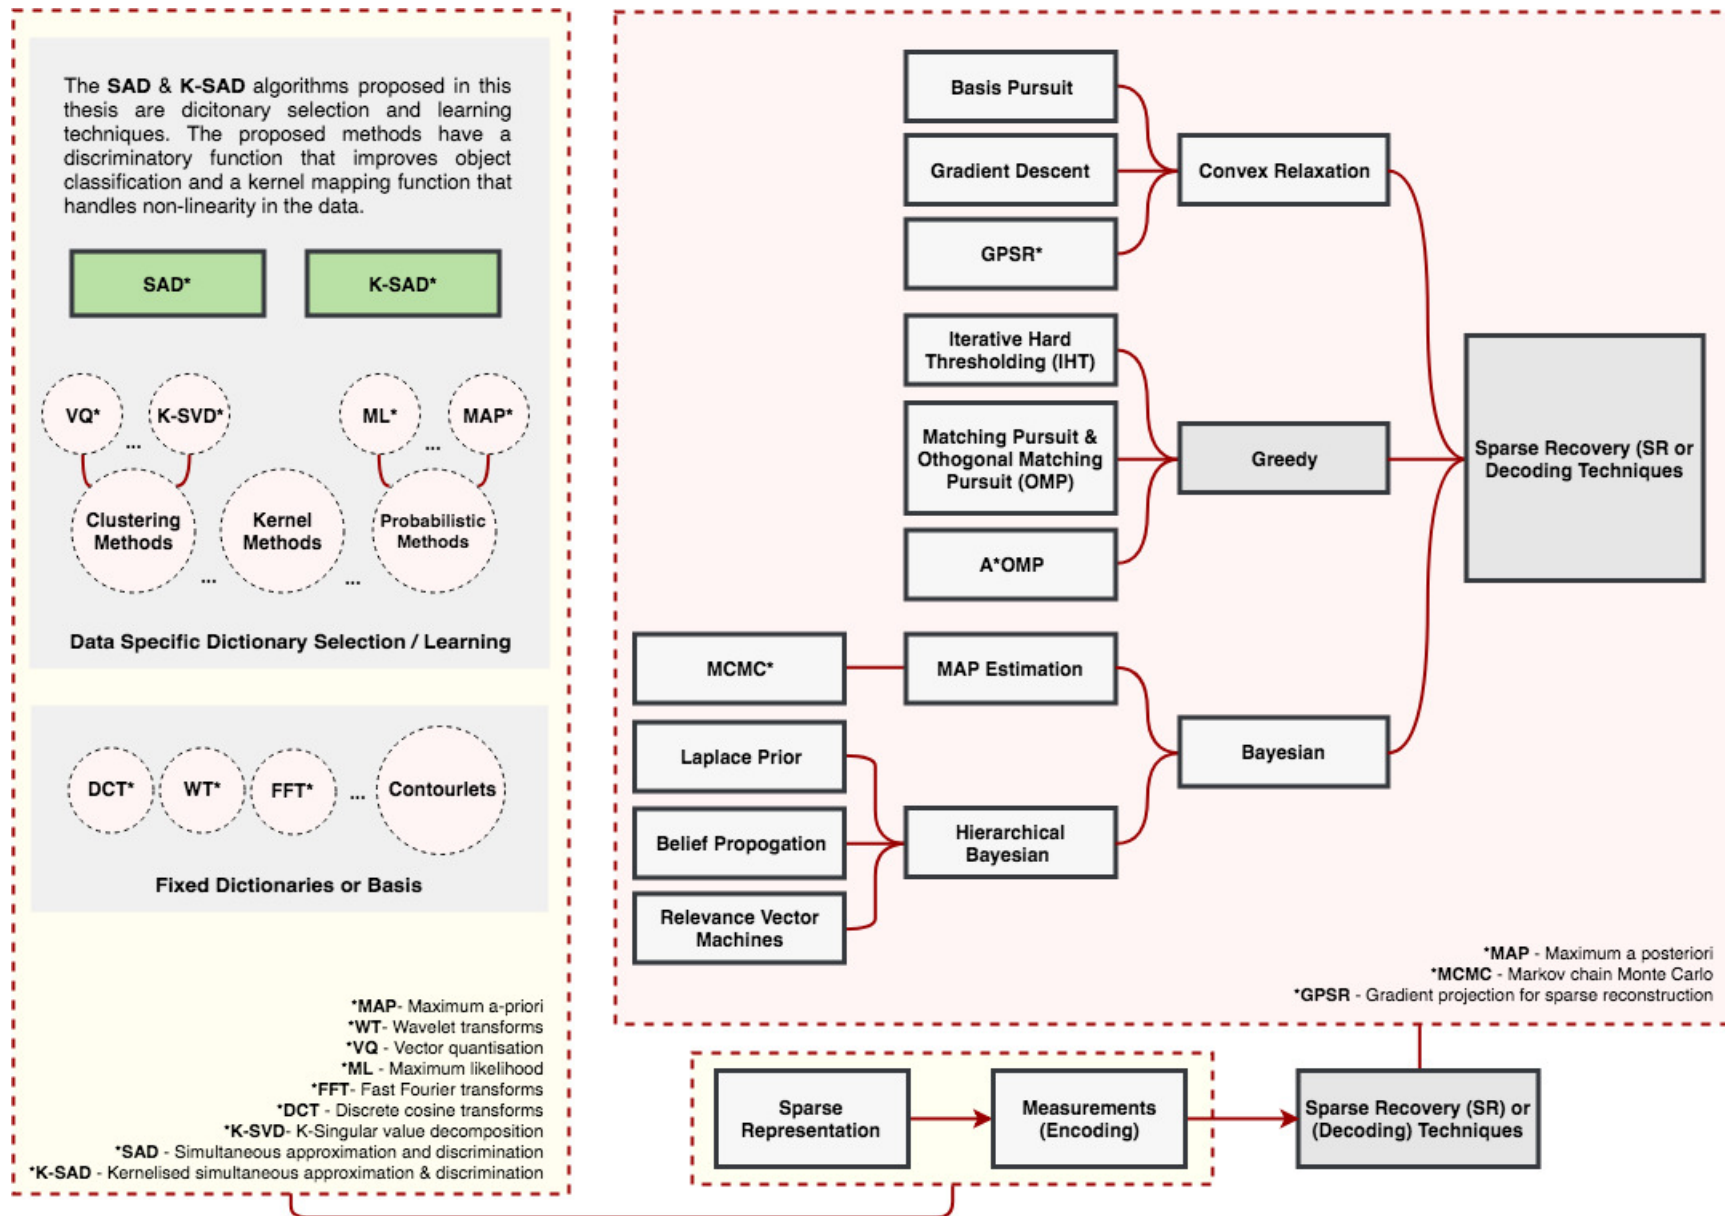 The SAD & K-SAD algorithms proposed in this
thesis are dicitonary selection and learning
techniques. The proposed methods have a
discriminatory function that improves object
classification and a kernel mapping function that
handles non-linearity in the data.
SAD*
K-SAD*
VQ*
...
K-SVD*
ML*
...
MAP*
Clustering
Methods
...
Kernel
Methods
...
Probabilistic
Methods
Data Specific Dictionary Selection / Learning
DCT*
WT*
FFT*
...
Contourlets
Fixed Dictionaries or Basis
*MAP- Maximum a-priori
*WT- Wavelet transforms
*VQ - Vector quantisation
*ML - Maximum likelihood
*FFT- Fast Fourier transforms
*DCT - Discrete cosine transforms
*K-SVD- K-Singular value decomposition
*SAD - Simultaneous approximation and discrimination
*K-SAD - Kernelised simultaneous approximation & discrimination
Basis Pursuit
Gradient Descent
GPSR*
Convex Relaxation
Iterative Hard
Thresholding (IHT)
Matching Pursuit &
Othogonal Matching
Pursuit (OMP)
A*OMP
Greedy
Sparse Recovery (SR or
Decoding Techniques
MCMC*
MAP Estimation
Laplace Prior
Belief Propogation
Relevance Vector
Machines
Hierarchical
Bayesian
Bayesian
*MAP - Maximum a posteriori
*MCMC - Markov chain Monte Carlo
*GPSR - Gradient projection for sparse reconstruction
Sparse
Representation
Measurements
(Encoding)
Sparse Recovery (SR) or
(Decoding) Techniques